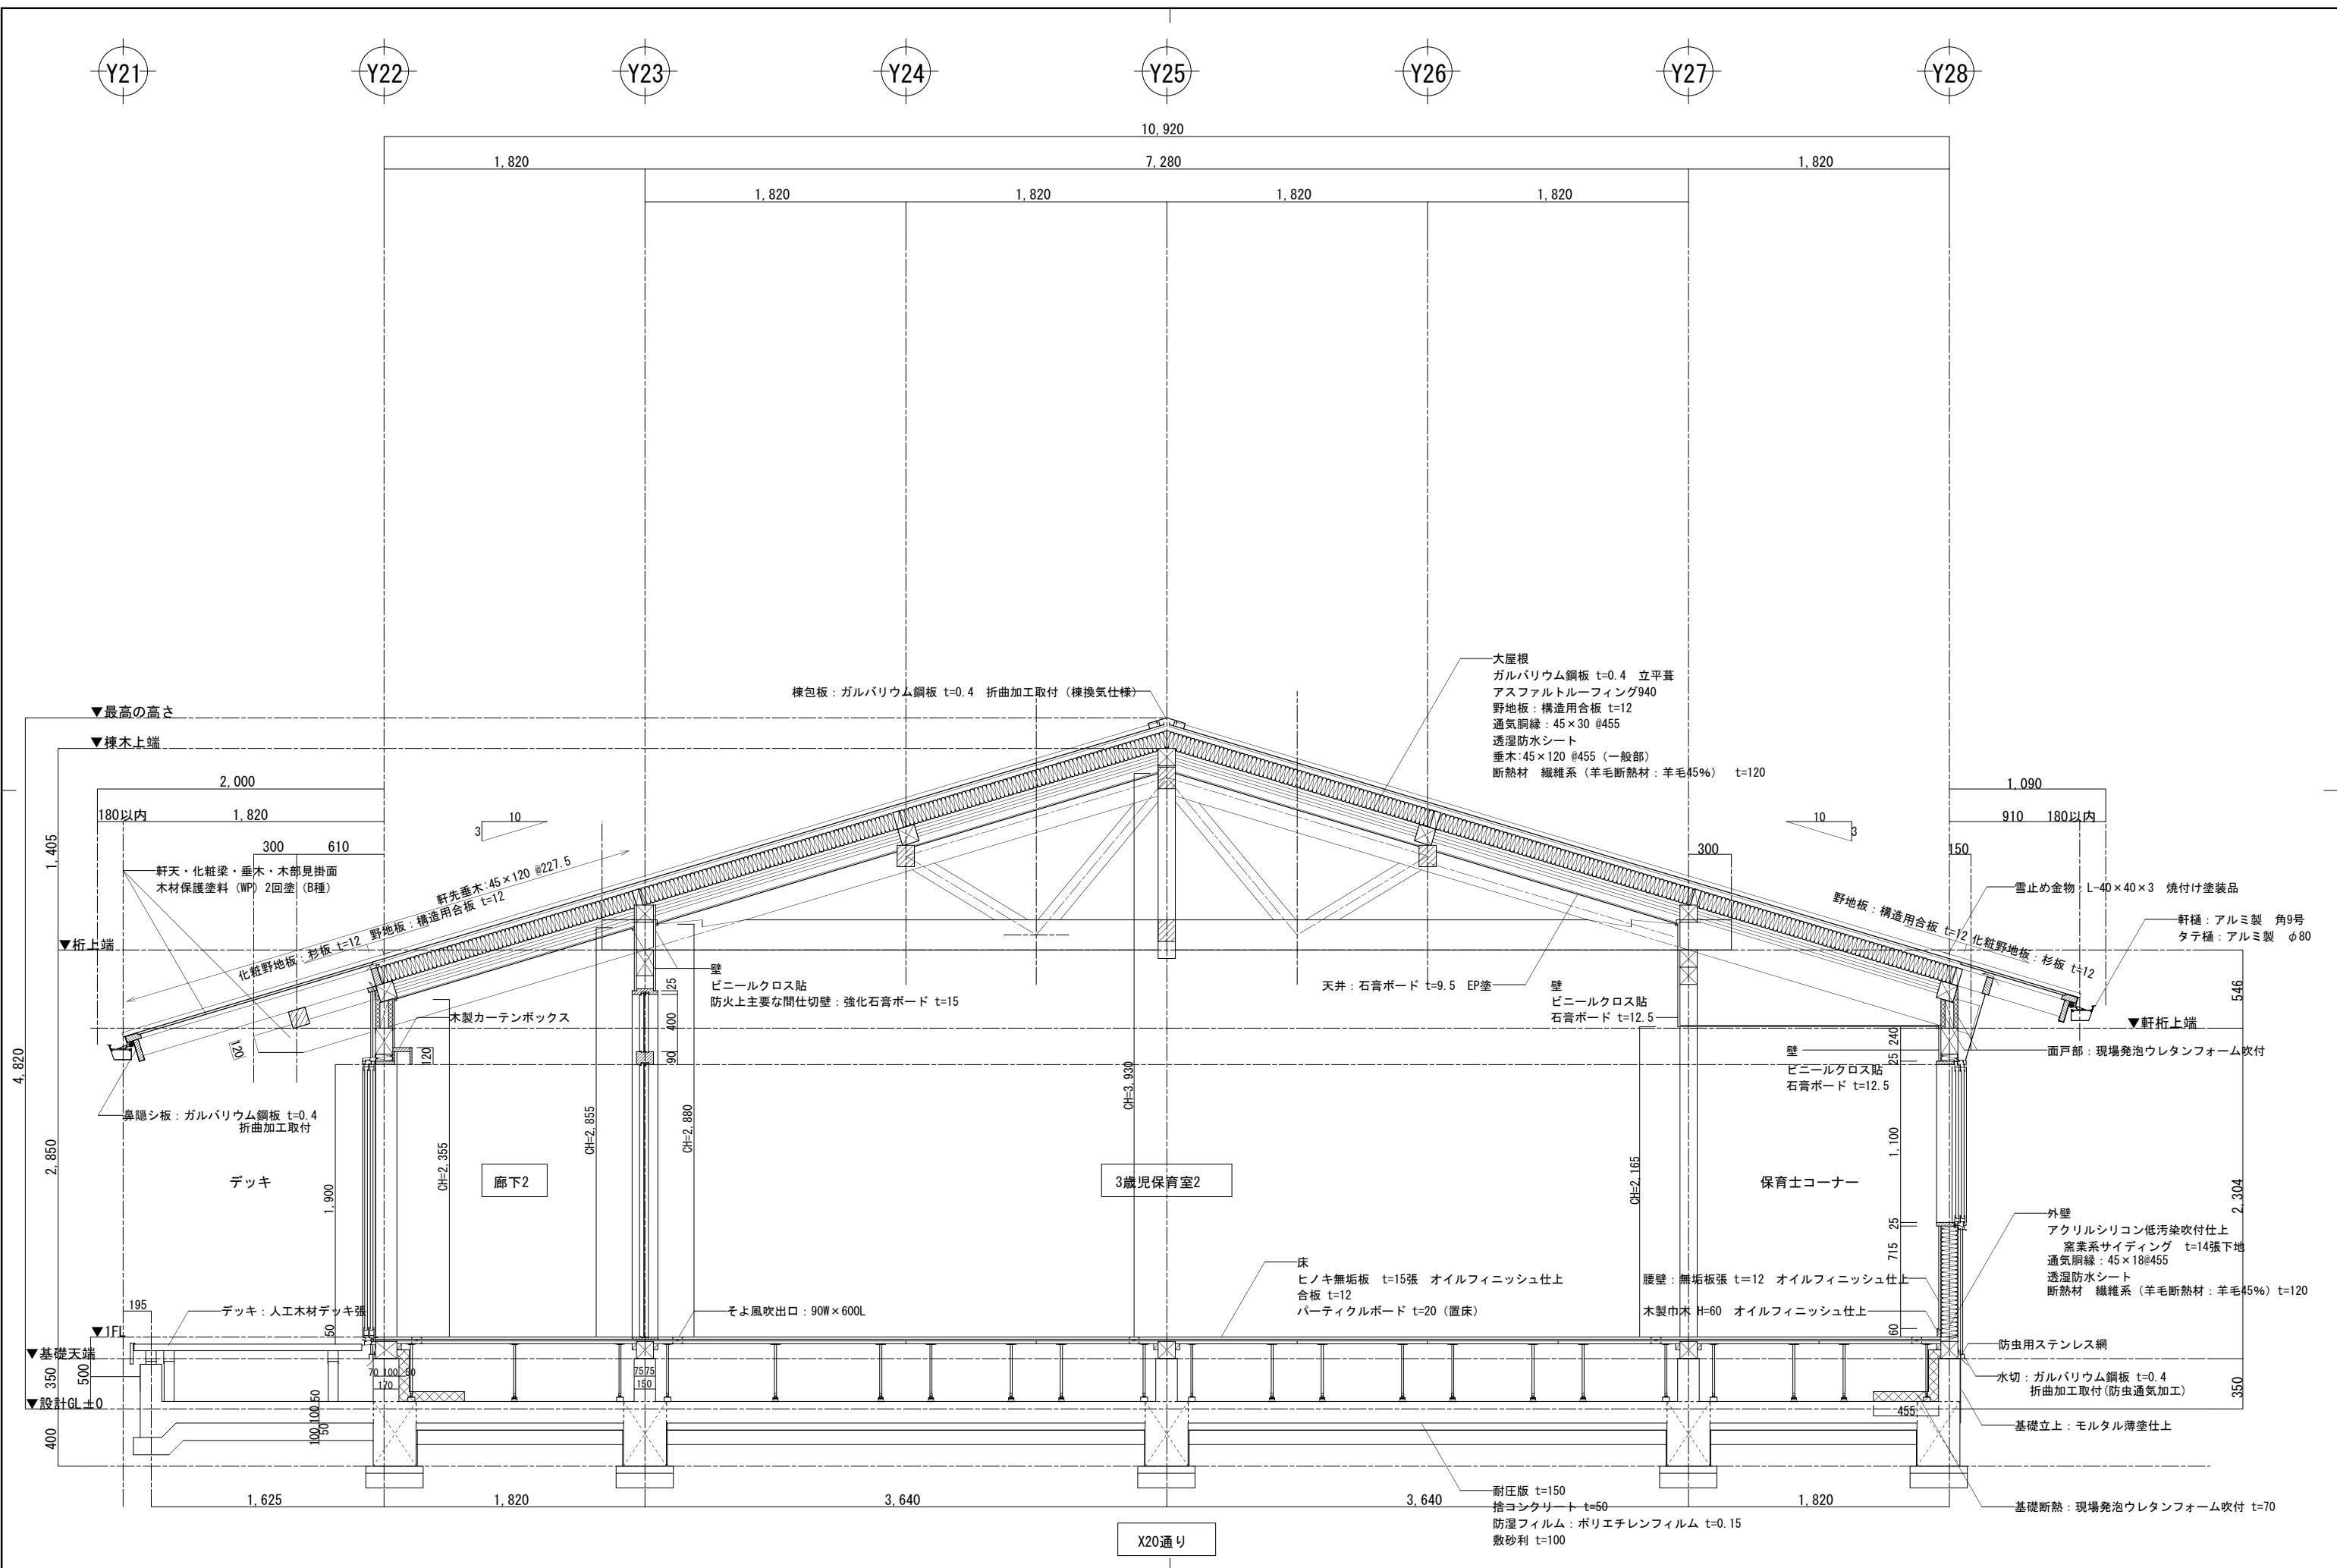 Y21
Y22
Y23
Y24
Y25
Y26
Y27
Y28
10,920
1,820
7,280
1,820
1,820
1,820
1,820
1,820
大屋根
ガルバリウム鋼板 t=0.4　立平葺
アスファルトルーフィング940
野地板：構造用合板 t=12
通気胴縁：45×30 @455
透湿防水シート
垂木:45×120 @455（一般部）
断熱材　繊維系（羊毛断熱材：羊毛45%）　t=120
棟包板：ガルバリウム鋼板 t=0.4　折曲加工取付（棟換気仕様）
▼最高の高さ
▼棟木上端
2,000
180以内
1,820
300
610
10
3
1,405
軒天・化粧梁・垂木・木部見掛面
木材保護塗料（WP）2回塗（B種）
軒先垂木:45×120 @227.5
化粧野地板：杉板 t=12　野地板：構造用合板 t=12
▼桁上端
1,090
910
180以内
10
3
300
150
雪止め金物：L-40×40×3　焼付け塗装品
野地板：構造用合板 t=12 化粧野地板：杉板 t=12
軒樋：アルミ製　角9号
タテ樋：アルミ製　φ80
546
▼軒桁上端
面戸部：現場発泡ウレタンフォーム吹付
壁
ビニールクロス貼
防火上主要な間仕切壁：強化石膏ボード t=15
天井：石膏ボード t=9.5　EP塗
壁
ビニールクロス貼
石膏ボード t=12.5
壁
ビニールクロス貼
石膏ボード t=12.5
木製カーテンボックス
120
120
25
400
90
240
25
1,100
25
715
60
鼻隠シ板：ガルバリウム鋼板 t=0.4
折曲加工取付
4,820
2,850
1,900
50
CH=2,355
CH=2,855
CH=2,880
CH=3,930
CH=2,165
2,304
デッキ
廊下2
3歳児保育室2
保育士コーナー
外壁
アクリルシリコン低汚染吹付仕上
窯業系サイディング　t=14張下地
通気胴縁：45×18@455
透湿防水シート
断熱材　繊維系（羊毛断熱材：羊毛45%）t=120
床
ヒノキ無垢板　t=15張　オイルフィニッシュ仕上
合板 t=12
パーティクルボード t=20（置床）
腰壁：無垢板張 t=12　オイルフィニッシュ仕上
木製巾木 H=60　オイルフィニッシュ仕上
195
デッキ：人工木材デッキ張
そよ風吹出口：90W×600L
▼1FL
▼基礎天端
350
500
▼設計GL±0
400
70 100
170
75 75
150
100 100 50
50
455
350
防虫用ステンレス網
水切：ガルバリウム鋼板 t=0.4
折曲加工取付(防虫通気加工)
基礎立上：モルタル薄塗仕上
基礎断熱：現場発泡ウレタンフォーム吹付 t=70
1,625
1,820
3,640
3,640
1,820
耐圧版 t=150
捨コンクリート t=50
防湿フィルム：ポリエチレンフィルム t=0.15
敷砂利 t=100
X20通り